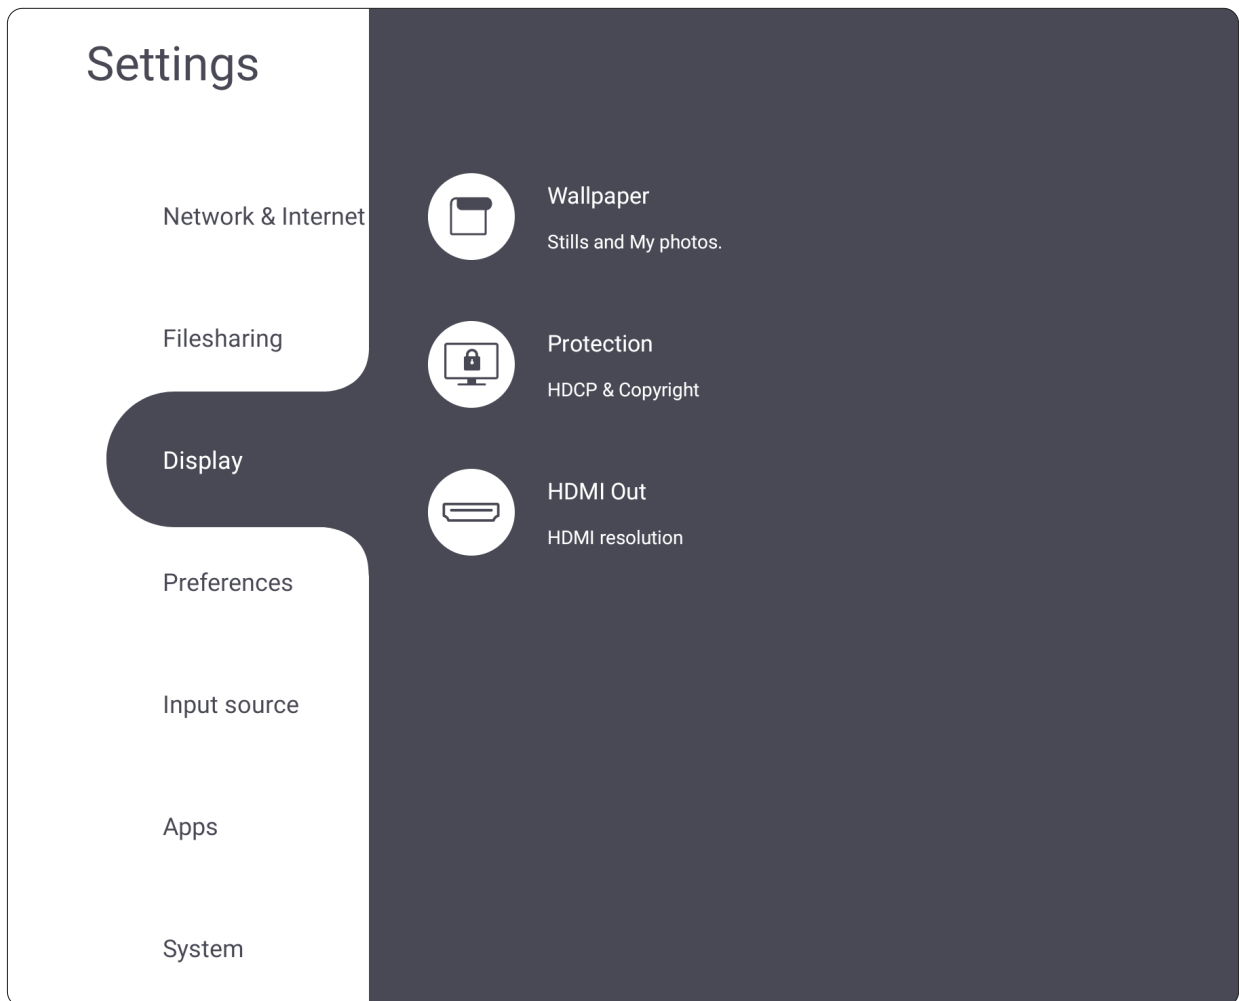 Settings
Network & Internet
Filesharing
Display
Preferences
Input source
Apps
System
Wallpaper
Stills and My photos.
Protection
HDCP & Copyright
HDMI Out
HDMI resolution